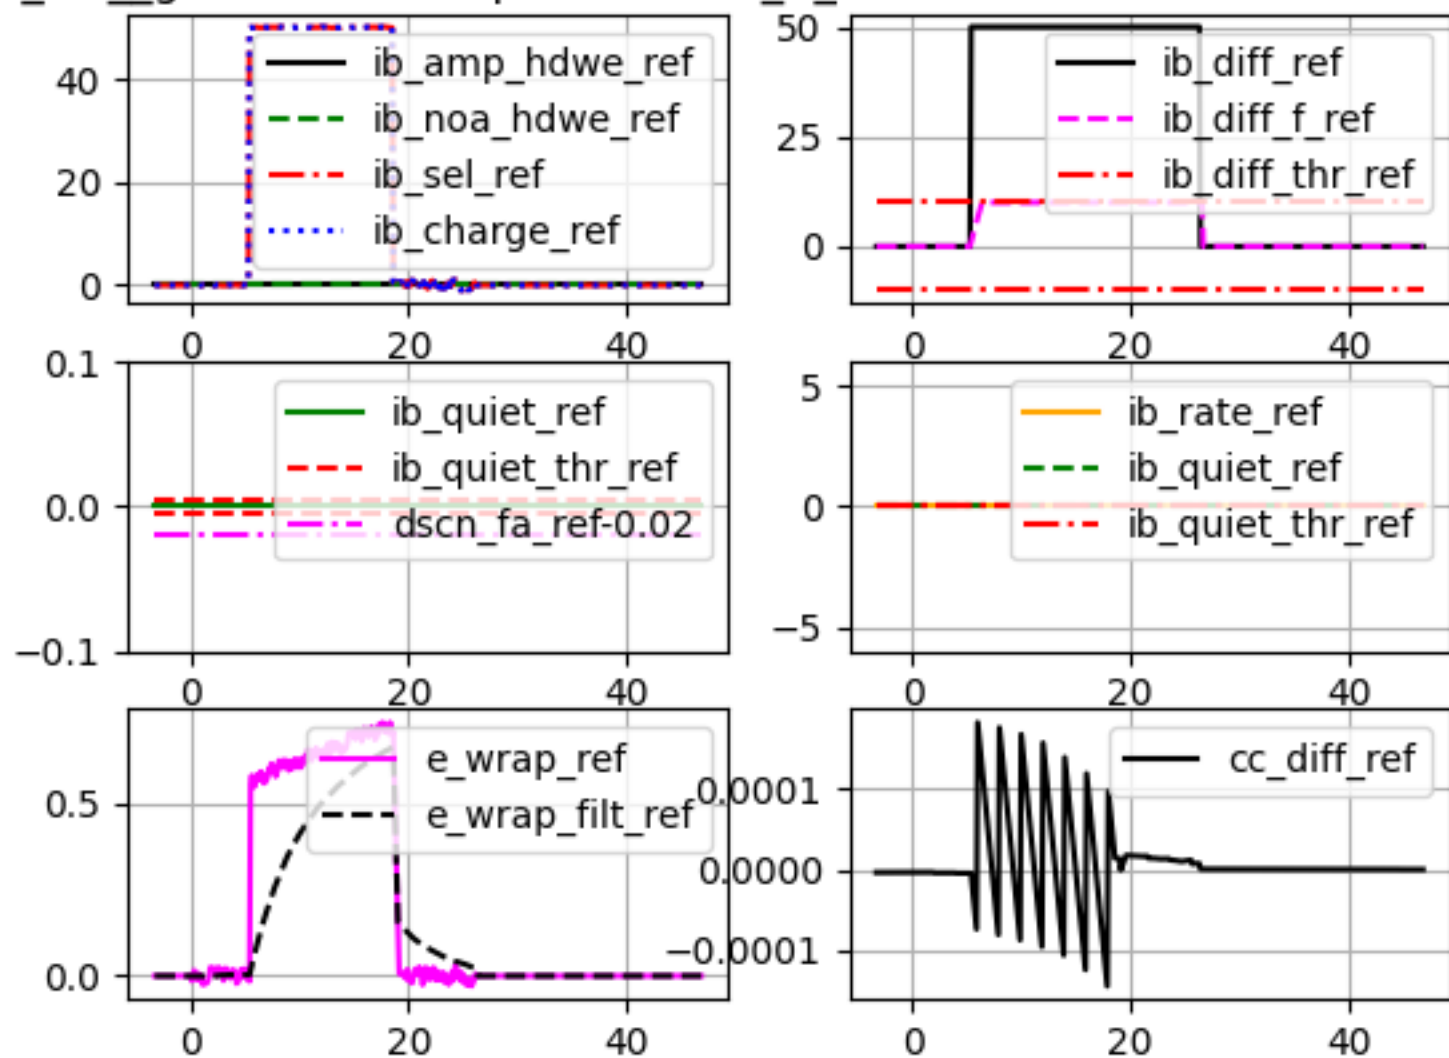 40
20
0
ib_amp_hdwe_ref
ib_noa_hdwe_ref
ib_sel_ref
ib_charge_ref
0 20 40
50
25
0
ib_diff_ref
ib_diff_f_ref
ib_diff_thr_ref
0 20 40
0.1
0.0
−0.1
ib_quiet_ref
ib_quiet_thr_ref
dscn_fa_ref-0.02
0 20 40
5
0
−5
ib_rate_ref
ib_quiet_ref
ib_quiet_thr_ref
0 20 40
0.5
0.0
e_wrap_ref
e_wrap_filt_ref
0 20 40
0.0001
0.0000
−0.0001
cc_diff_ref
0 20 40